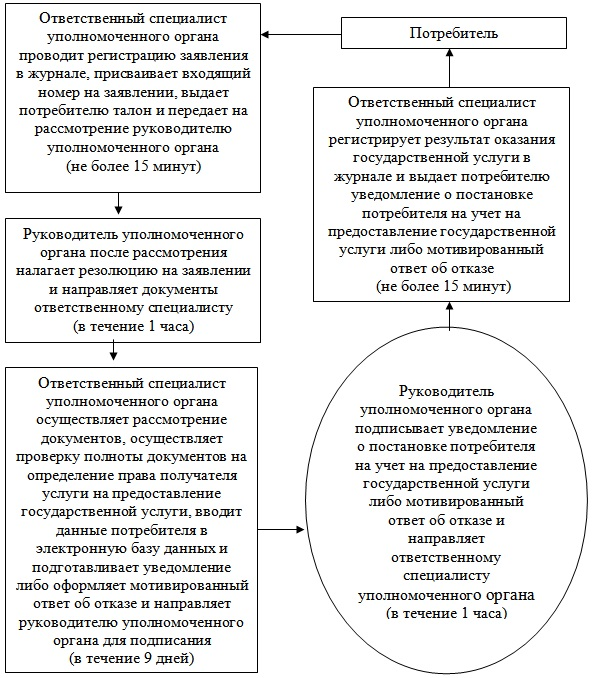 Потребитель
Ответственный специалист
уполномоченного органа
проводит регистрацию заявления
в журнале, присваивает входящий
номер на заявлении, выдает
потребителю талон и передает на
рассмотрение руководителю
уполномоченного органа
(не более 15 минут)
Руководитель уполномоченного
органа после рассмотрения
налагает резолюцию на заявлении
и направляет документы
ответственному специалисту
(в течение 1 часа)
Ответственный специалист
уполномоченного органа
осуществляет рассмотрение
документов, осуществляет
проверку полноты документов на
определение права получателя
услуги на предоставление
государственной услуги, вводит
данные потребителя в
электронную базу данных и
подготавливает уведомление
либо оформляет мотивированный
ответ об отказе и направляет
руководителю уполномоченного
органа для подписания
(в течение 9 дней)
Руководитель
уполномоченного органа
подписывает уведомление
о постановке потребителя
на учет на предоставление
государственной услуги
либо мотивированный
ответ об отказе и
направляет
ответственному
специалисту
уполномоченного органа
(в течение 1 часа)
Ответственный специалист
уполномоченного органа
регистрирует результат оказания
государственной услуги в
журнале и выдает потребителю
уведомление о постановке
потребителя на учет на
предоставление государственной
услуги либо мотивированный
ответ об отказе
(не более 15 минут)